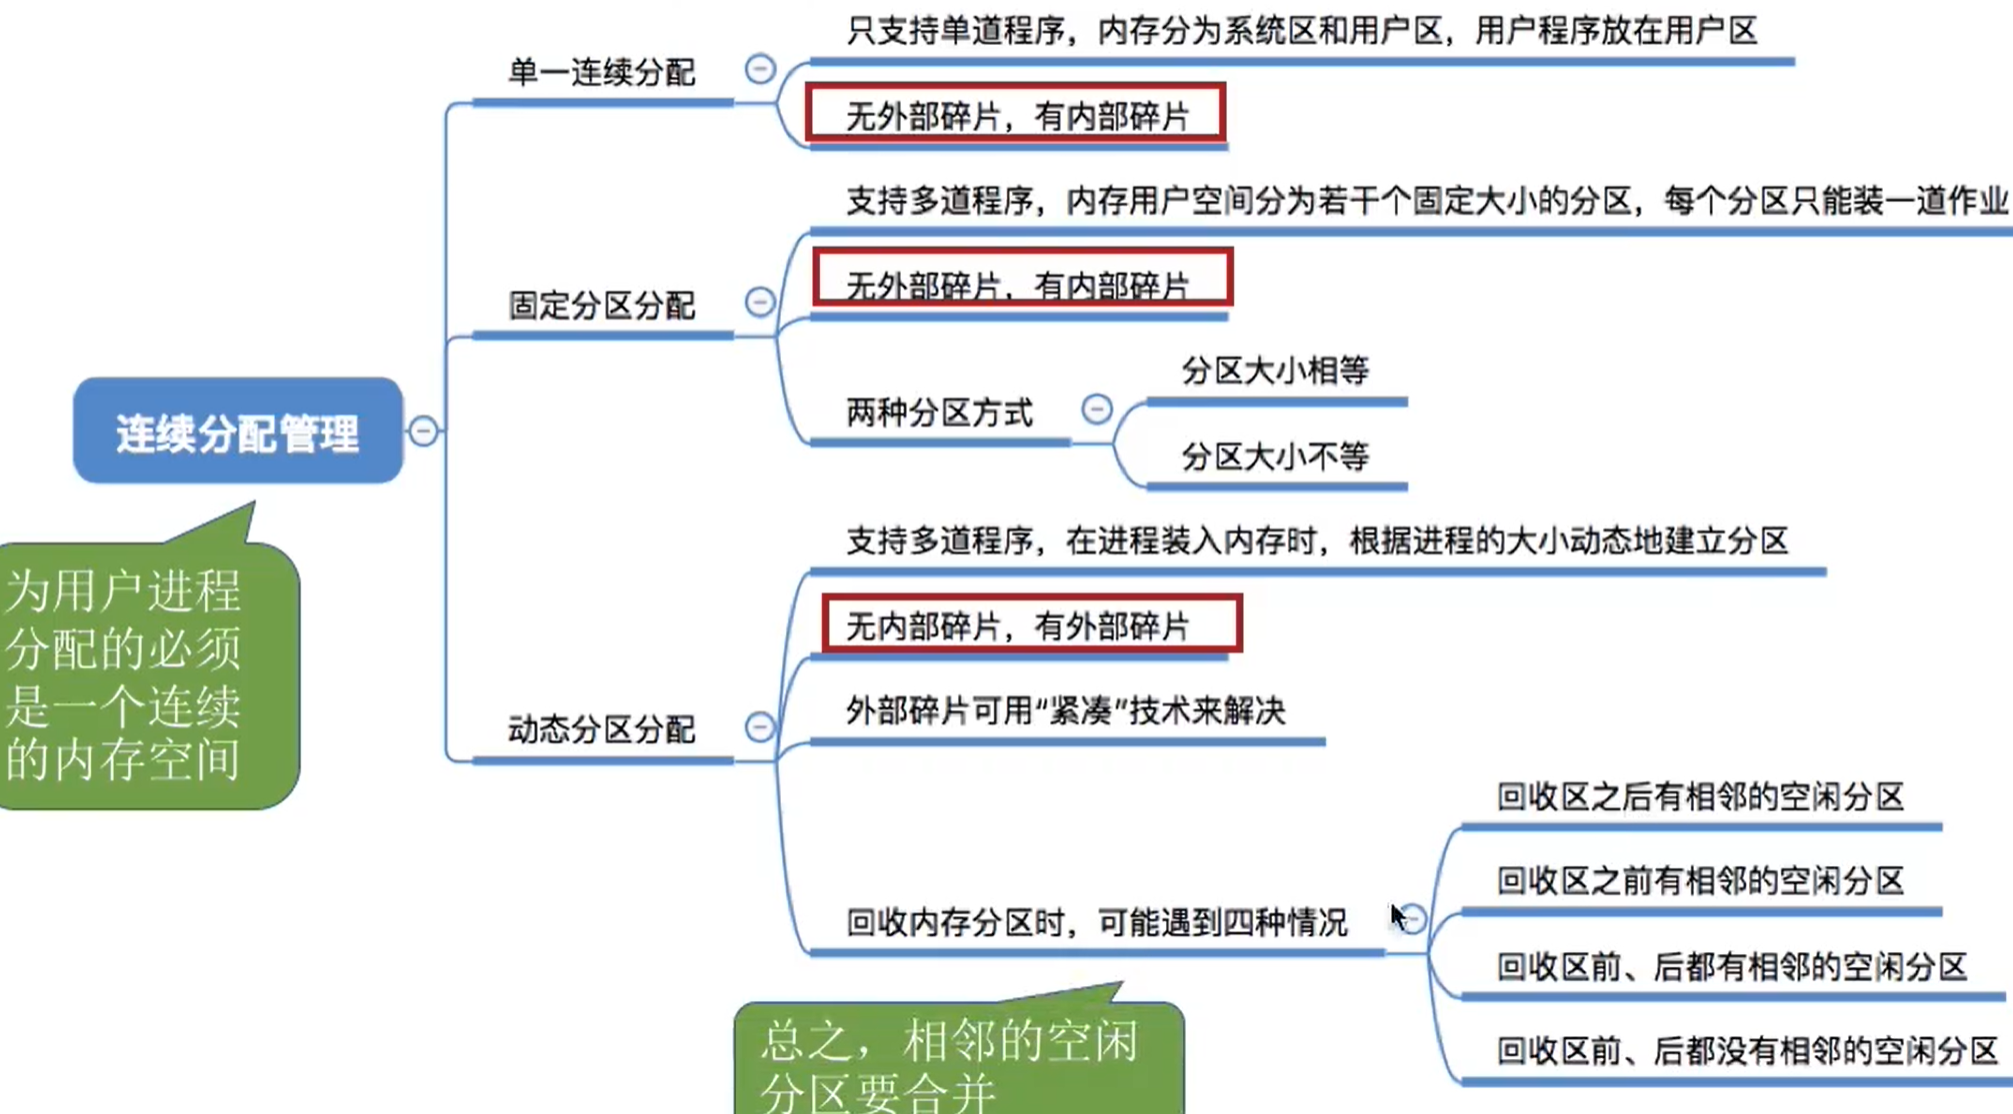 连续分配管理
为用户进程
分配的必须
是一个连续
的内存空间
单一连续分配
只支持单道程序，内存分为系统区和用户区，用户程序放在用户区
无外部碎片，有内部碎片
固定分区分配
支持多道程序，内存用户空间分为若干个固定大小的分区，每个分区只能装一道作业
无外部碎片，有内部碎片
两种分区方式
分区大小相等
分区大小不等
动态分区分配
支持多道程序，在进程装入内存时，根据进程的大小动态地建立分区
无内部碎片，有外部碎片
外部碎片可用“紧凑”技术来解决
回收内存分区时，可能遇到四种情况
回收区之后有相邻的空闲分区
回收区之前有相邻的空闲分区
回收区前、后都有相邻的空闲分区
回收区前、后都没有相邻的空闲分区
总之，相邻的空闲
分区要合并